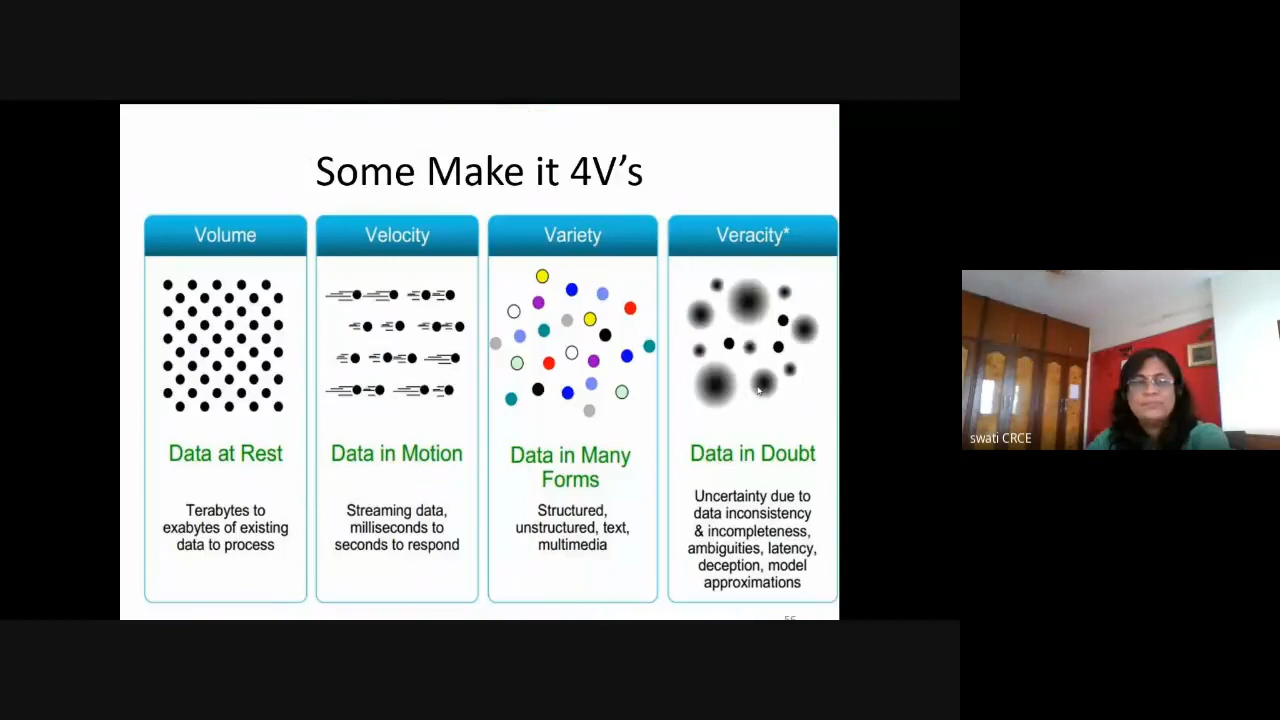 Some Make it 4V’s
Volume
Data at Rest
Terabytes to
exabytes of existing
data to process
Velocity
Data in Motion
Streaming data,
milliseconds to
seconds to respond
Variety
Data in Many
Forms
Structured,
unstructured, text,
multimedia
Veracity*
Data in Doubt
Uncertainty due to
data inconsistency
& incompleteness,
ambiguities, latency,
deception, model
approximations
swati CRCE